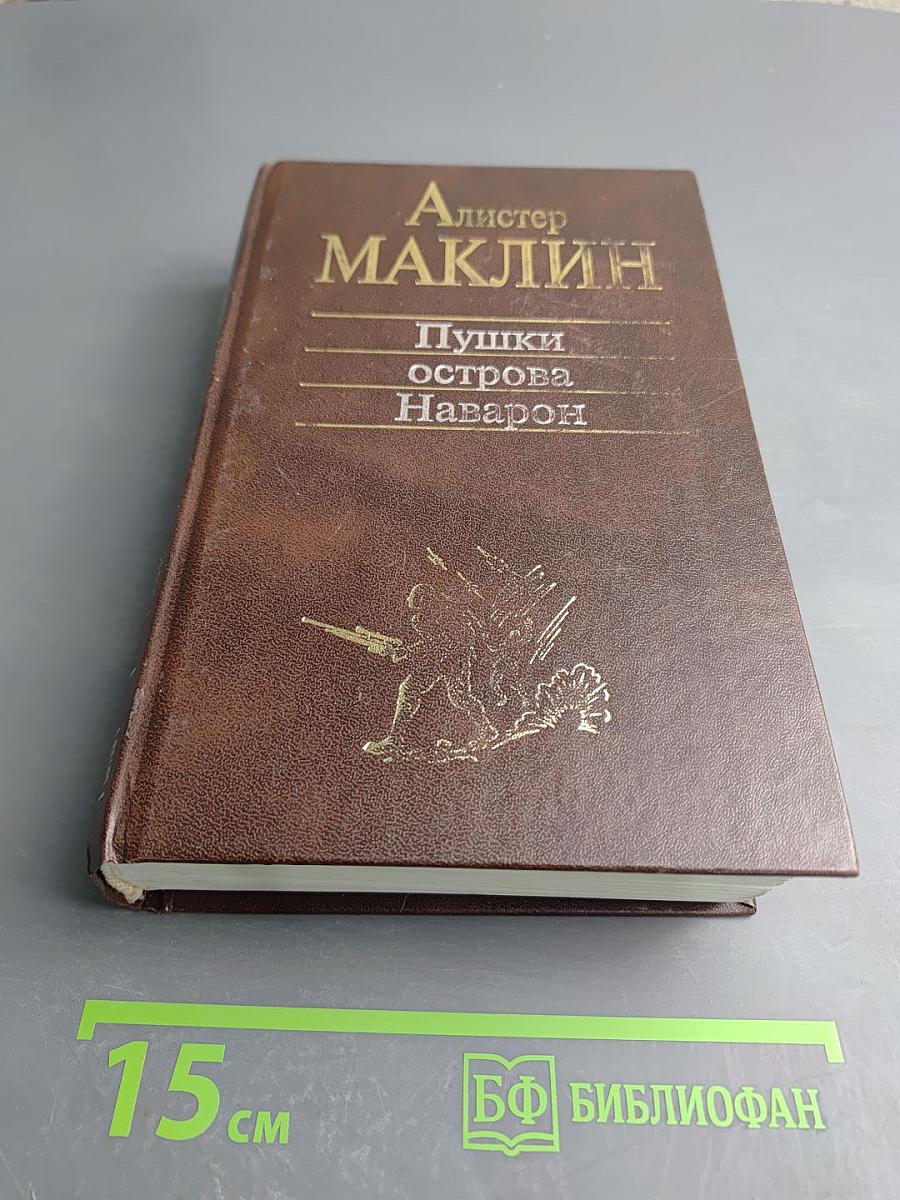 Алистер
МАКЛИН
Пушки
острова
Наварон
15 см
БФ БИБЛИОФАН